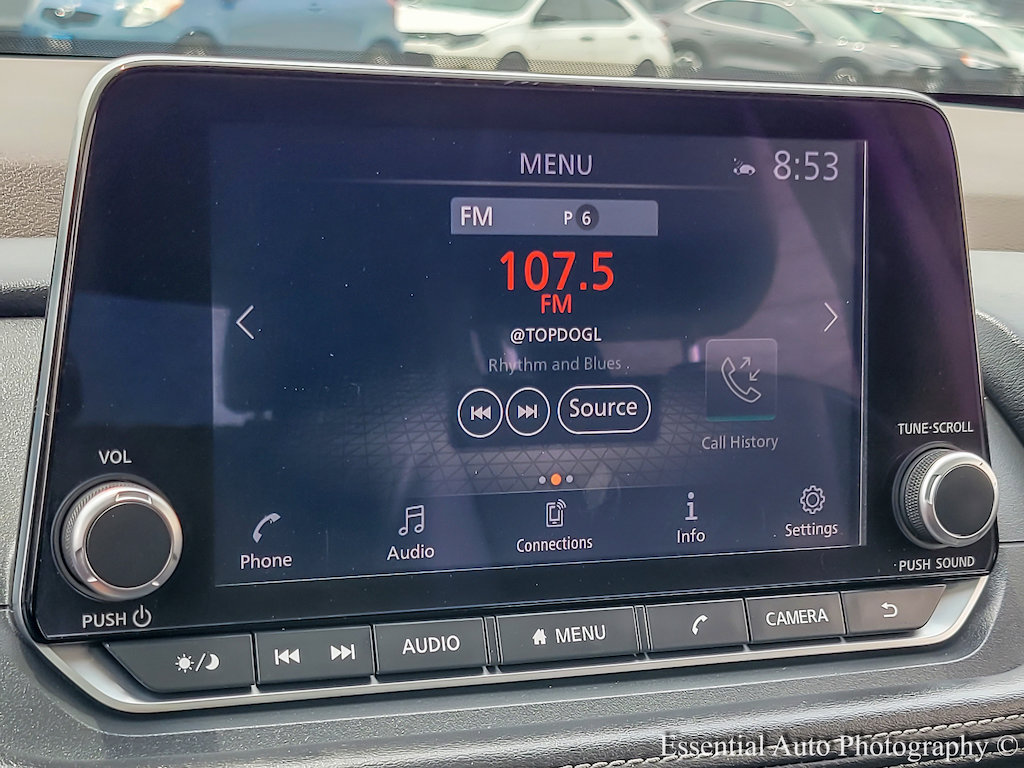 MENU
8:53
FM P 6
107.5
FM
@TOPDOGL
Rhythm and Blues
Source
Call History
Phone
Audio
Connections
Info
Settings
VOL
PUSH
TUNE·SCROLL
·PUSH SOUND
AUDIO
MENU
CAMERA
Essential Auto Photography ©